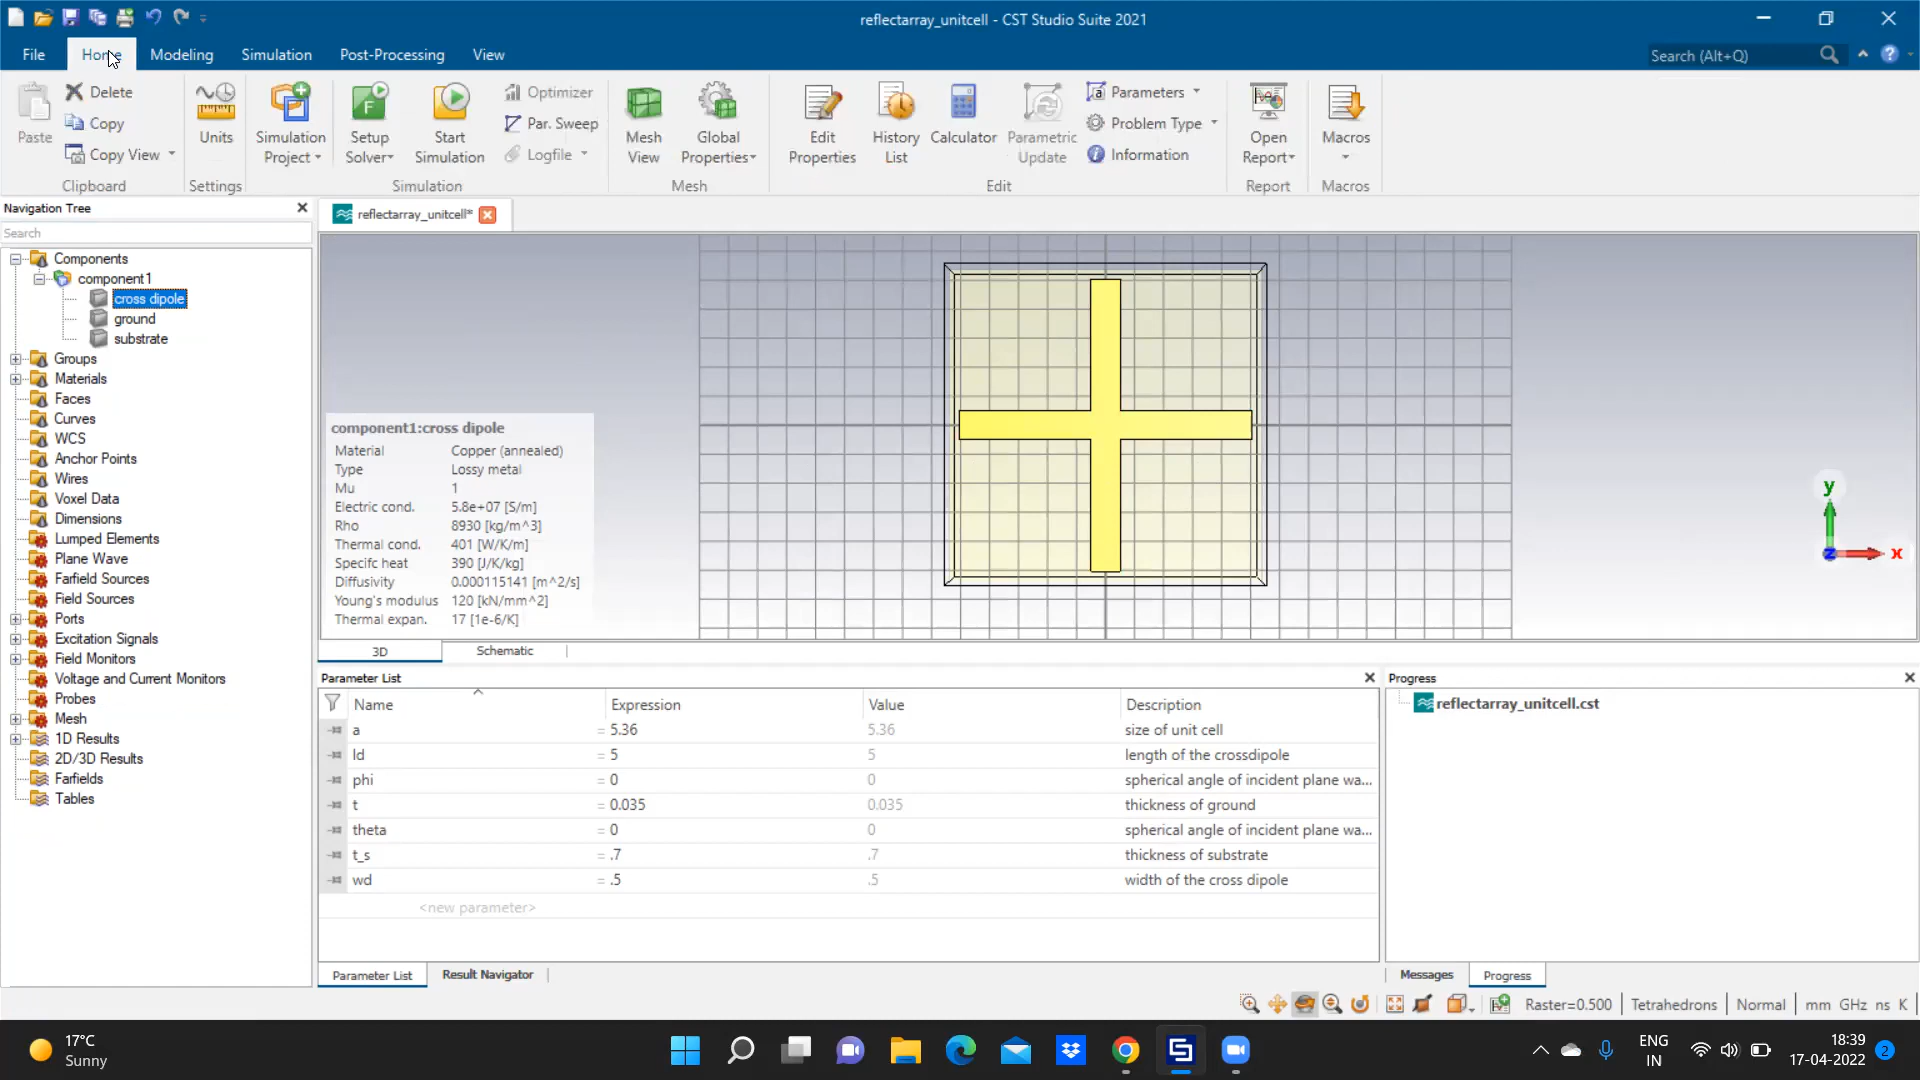 reflectarray_unitcell - CST Studio Suite 2021
File Home Modeling Simulation Post-Processing View
Search (Alt+Q)
Paste
Delete
Copy
Copy View
Clipboard
Units
Settings
Simulation Project
Setup Solver
Start Simulation
Optimizer
Par. Sweep
Logfile
Simulation
Mesh View
Global Properties
Mesh
Edit Properties
History List
Calculator
Parametric Update
Parameters
Problem Type
Information
Edit
Open Report
Report
Macros
Macros
Navigation Tree
Search
Components
component1
cross dipole
ground
substrate
Groups
Materials
Faces
Curves
WCS
Anchor Points
Wires
Voxel Data
Dimensions
Lumped Elements
Plane Wave
Farfield Sources
Field Sources
Ports
Excitation Signals
Field Monitors
Voltage and Current Monitors
Probes
Mesh
1D Results
2D/3D Results
Farfields
Tables
reflectarray_unitcell*
component1:cross dipole
Material Copper (annealed)
Type Lossy metal
Mu 1
Electric cond. 5.8e+07 [S/m]
Rho 8930 [kg/m^3]
Thermal cond. 401 [W/K/m]
Specifc heat 390 [J/K/kg]
Diffusivity 0.000115141 [m^2/s]
Young's modulus 120 [kN/mm^2]
Thermal expan. 17 [1e-6/K]
y
z
x
3D Schematic
Parameter List
Name Expression Value Description
a = 5.36 5.36 size of unit cell
ld = 5 5 length of the crossdipole
phi = 0 0 spherical angle of incident plane wa...
t = 0.035 0.035 thickness of ground
theta = 0 0 spherical angle of incident plane wa...
t_s = .7 .7 thickness of substrate
wd = .5 .5 width of the cross dipole
<new parameter>
Parameter List Result Navigator
Progress
reflectarray_unitcell.cst
Messages Progress
Raster=0.500 Tetrahedrons Normal mm GHz ns K
17°C
Sunny
ENG
IN
18:39
17-04-2022
2